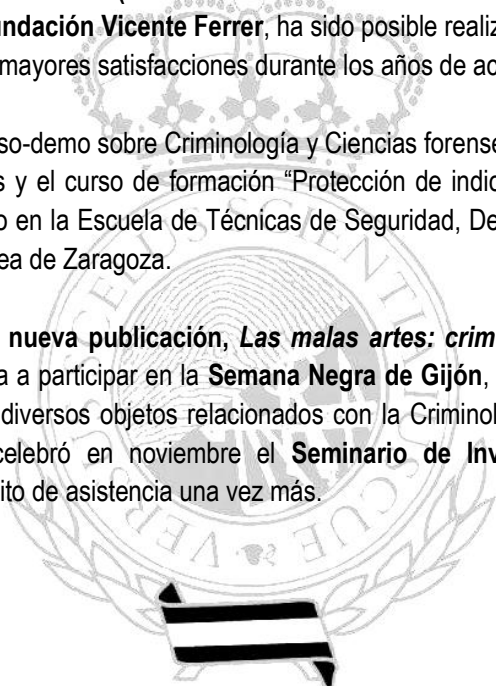 undación Vicente Ferrer, ha sido posible realiz
mayores satisfacciones durante los años de ac
so-demo sobre Criminología y Ciencias forense
s y el curso de formación “Protección de indic
o en la Escuela de Técnicas de Seguridad, De
ea de Zaragoza.
nueva publicación, Las malas artes: crim
a a participar en la Semana Negra de Gijón,
diversos objetos relacionados con la Criminol
celebró en noviembre el Seminario de Inv
ito de asistencia una vez más.